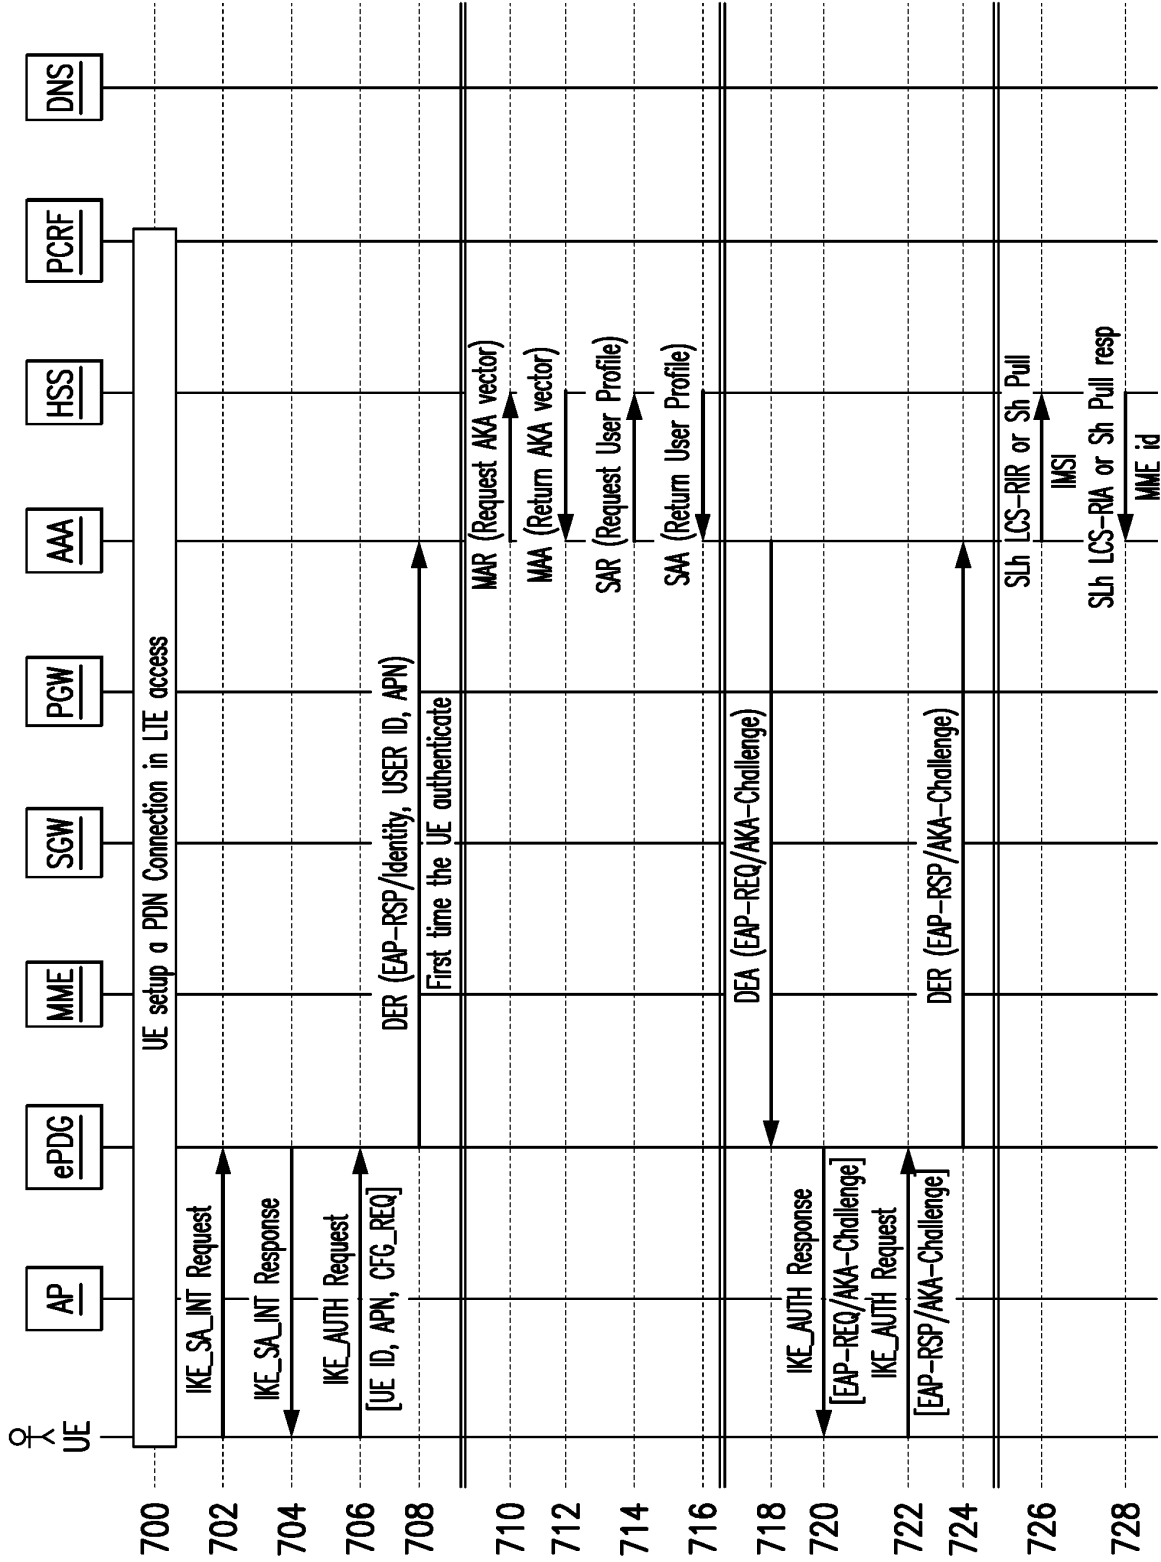 UE
AP
ePDG
MME
SGW
PGW
AAA
HSS
PCRF
DNS
700
UE setup a PDN Connection in LTE access
702
IKE_SA_INT Request
704
IKE_SA_INT Response
706
IKE_AUTH Request
[UE ID, APN, CFG_REQ]
708
DER (EAP-RSP/Identity, USER ID, APN)
First time the UE authenticate
710
MAR (Request AKA vector)
712
MAA (Return AKA vector)
714
SAR (Request User Profile)
716
SAA (Return User Profile)
718
DEA (EAP-REQ/AKA-Challenge)
720
IKE_AUTH Response
[EAP-REQ/AKA-Challenge]
722
IKE_AUTH Request
[EAP-RSP/AKA-Challenge]
724
DER (EAP-RSP/AKA-Challenge)
726
SLh LCS-RIR or Sh Pull
IMSI
728
SLh LCS-RIA or Sh Pull resp
MME id